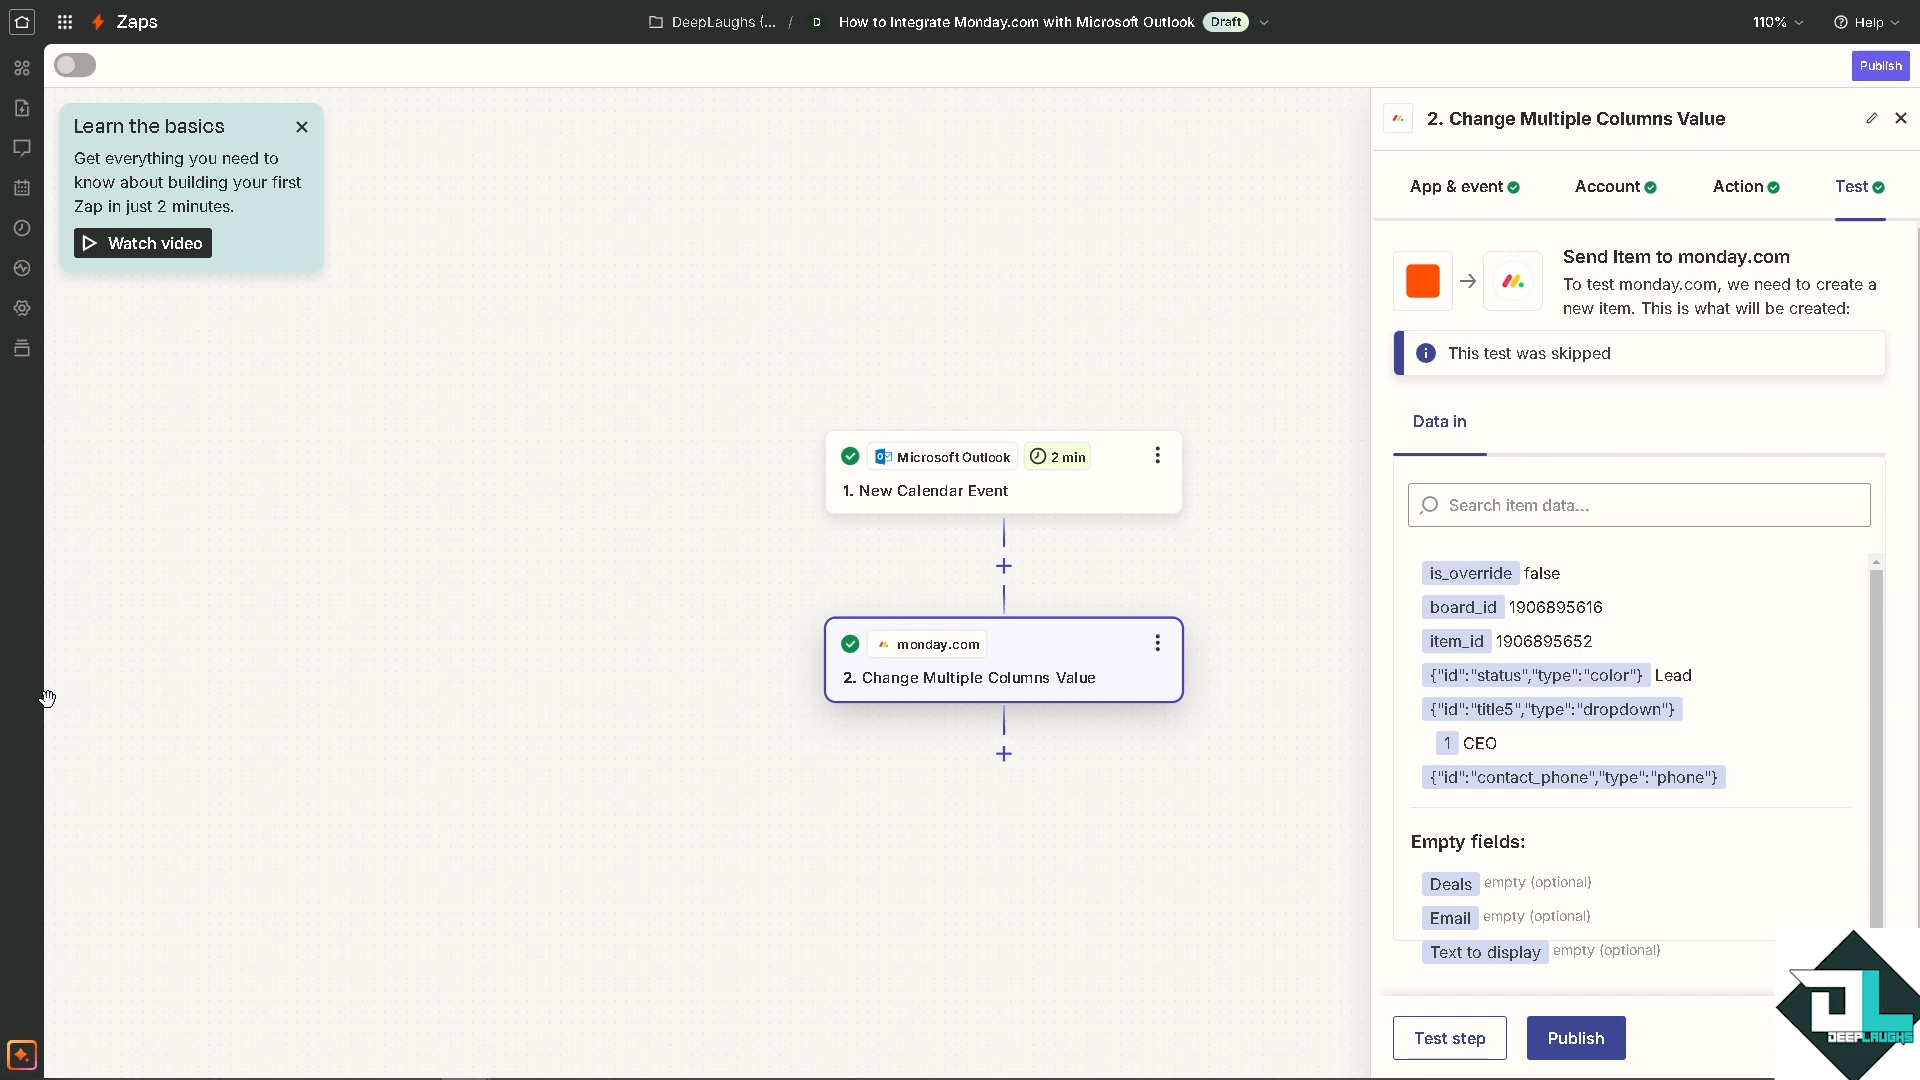 Zaps
DeepLaughs (... / D How to Integrate Monday.com with Microsoft Outlook Draft
110% Help
Publish
Learn the basics
Get everything you need to
know about building your first
Zap in just 2 minutes.
Watch video
Microsoft Outlook 2 min
1. New Calendar Event
monday.com
2. Change Multiple Columns Value
2. Change Multiple Columns Value
App & event Account Action Test
Send Item to monday.com
To test monday.com, we need to create a
new item. This is what will be created:
This test was skipped
Data in
Search item data...
is_override false
board_id 1906895616
item_id 1906895652
{"id":"status","type":"color"} Lead
{"id":"title5","type":"dropdown"}
1 CEO
{"id":"contact_phone","type":"phone"}
Empty fields:
Deals empty (optional)
Email empty (optional)
Text to display empty (optional)
Test step Publish
DEEPLAUGHS